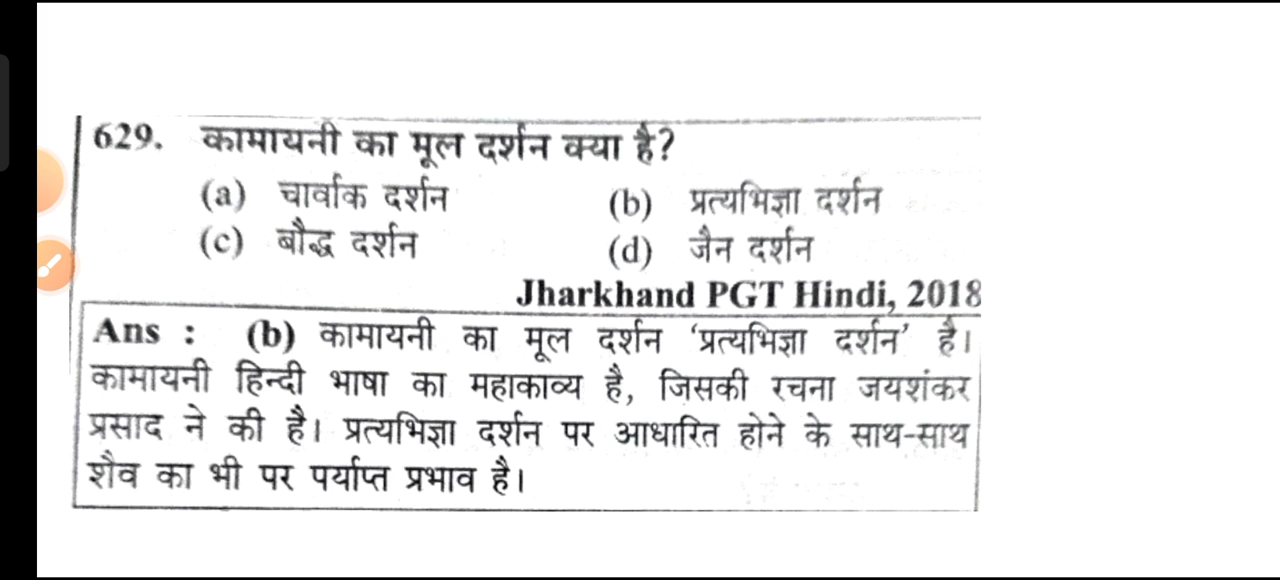 629. कामायनी का मूल दर्शन क्या है?
(a) चार्वाक दर्शन (b) प्रत्यभिज्ञा दर्शन
(c) बौद्ध दर्शन (d) जैन दर्शन
Jharkhand PGT Hindi, 2018
Ans : (b) कामायनी का मूल दर्शन ‘प्रत्यभिज्ञा दर्शन’ है।
कामायनी हिन्दी भाषा का महाकाव्य है, जिसकी रचना जयशंकर
प्रसाद ने की है। प्रत्यभिज्ञा दर्शन पर आधारित होने के साथ-साथ
शैव का भी पर पर्याप्त प्रभाव है।